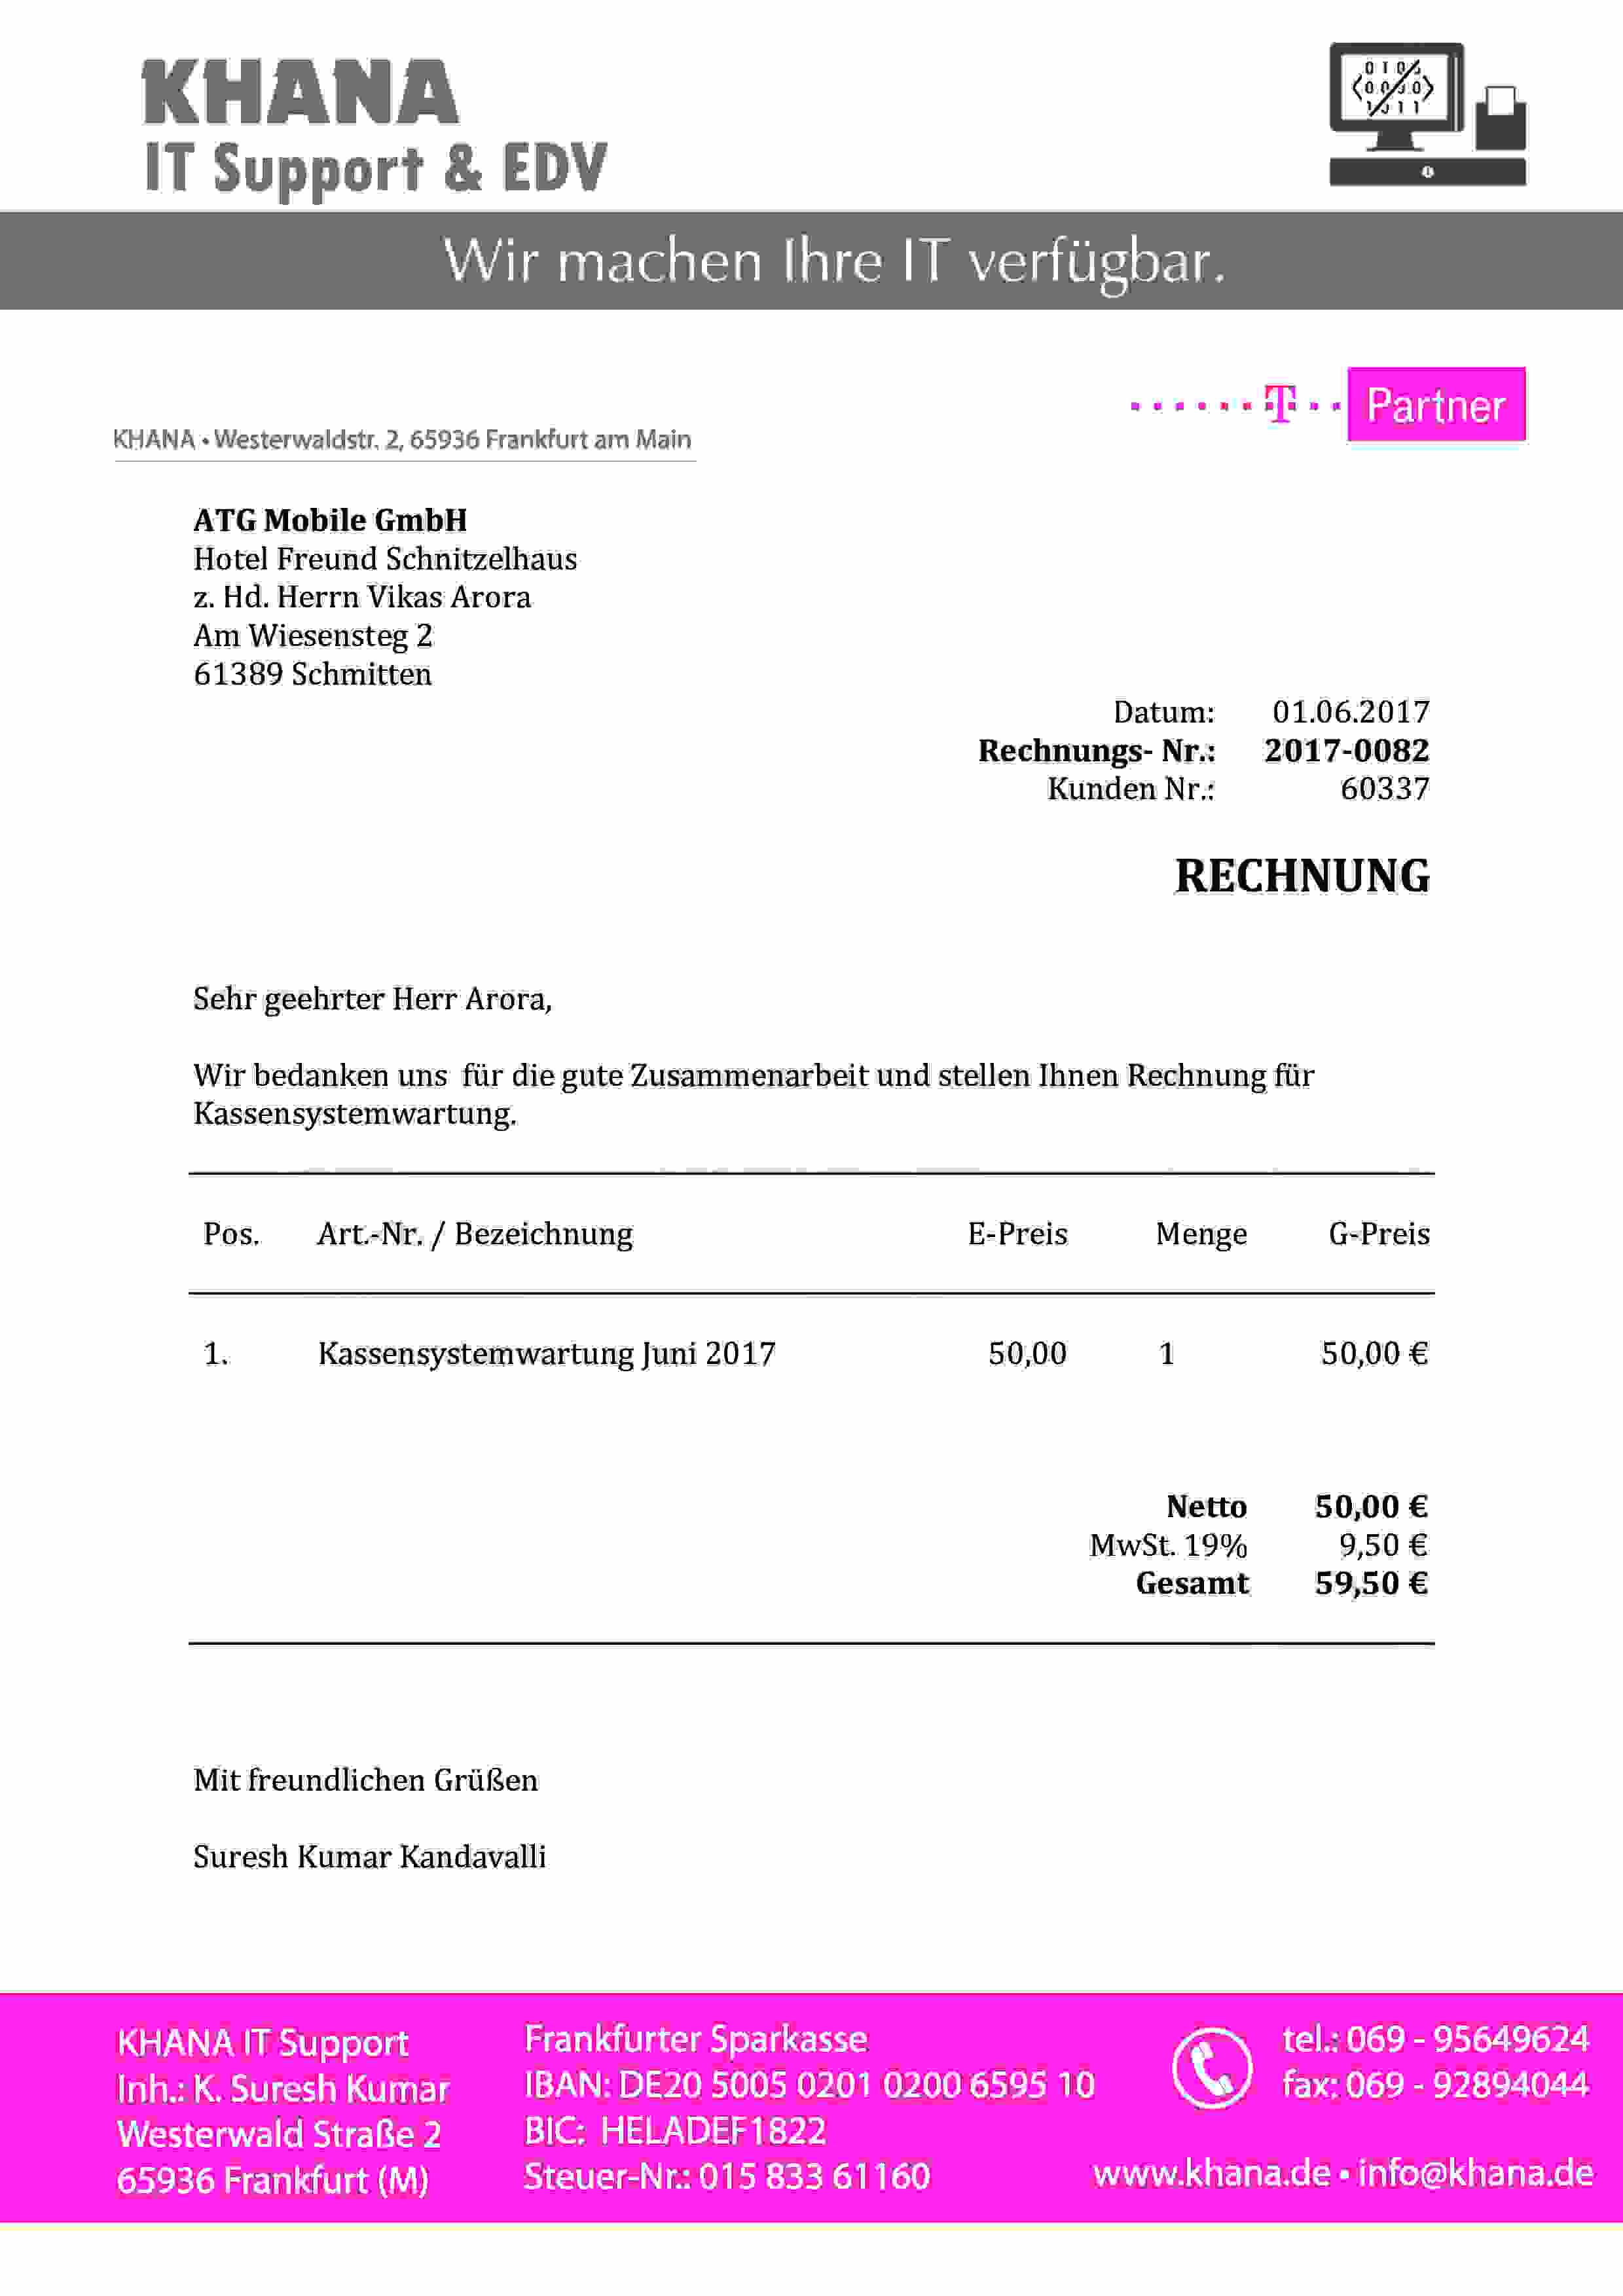 KHANA
IT Support & EDV
Wir machen Ihre IT verfügbar.
T Partner
KHANA • Westerwaldstr. 2, 65936 Frankfurt am Main
ATG Mobile GmbH
Hotel Freund Schnitzelhaus
z. Hd. Herrn Vikas Arora
Am Wiesensteg 2
61389 Schmitten
Datum: 01.06.2017
Rechnungs- Nr.: 2017-0082
Kunden Nr.: 60337
RECHNUNG
Sehr geehrter Herr Arora,
Wir bedanken uns für die gute Zusammenarbeit und stellen Ihnen Rechnung für
Kassensystemwartung.
Pos. Art.-Nr. / Bezeichnung E-Preis Menge G-Preis
1. Kassensystemwartung Juni 2017 50,00 1 50,00 €
Netto 50,00 €
MwSt. 19% 9,50 €
Gesamt 59,50 €
Mit freundlichen Grüßen
Suresh Kumar Kandavalli
KHANA IT Support
Inh.: K. Suresh Kumar
Westerwald Straße 2
65936 Frankfurt (M)
Frankfurter Sparkasse
IBAN: DE20 5005 0201 0200 6595 10
BIC: HELADEF1822
Steuer-Nr.: 015 833 61160
tel.: 069 - 95649624
fax: 069 - 92894044
www.khana.de • info@khana.de